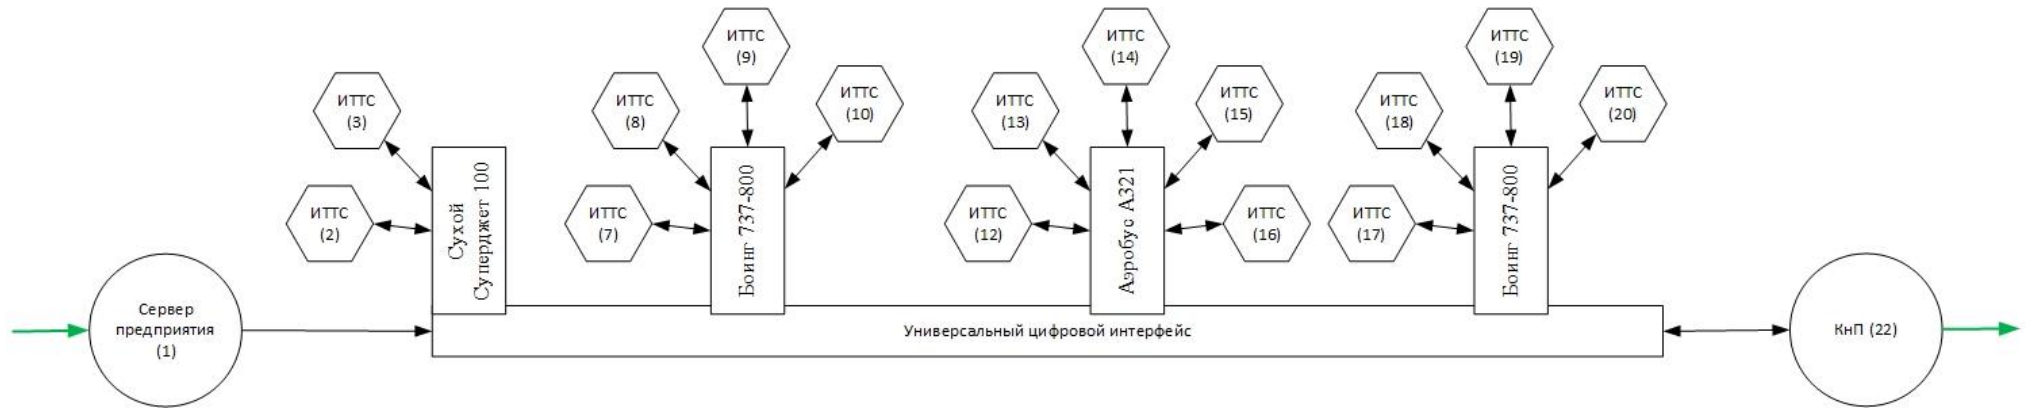 ИТТС
(3)
ИТТС
(2)
Сухой
Суперджет 100
ИТТС
(9)
ИТТС
(8)
ИТТС
(10)
ИТТС
(7)
Боинг 737-800
ИТТС
(14)
ИТТС
(13)
ИТТС
(15)
ИТТС
(12)
ИТТС
(16)
Аэробус А321
ИТТС
(19)
ИТТС
(18)
ИТТС
(20)
ИТТС
(17)
Боинг 737-800
Сервер
предприятия
(1)
Универсальный цифровой интерфейс
КнП (22)